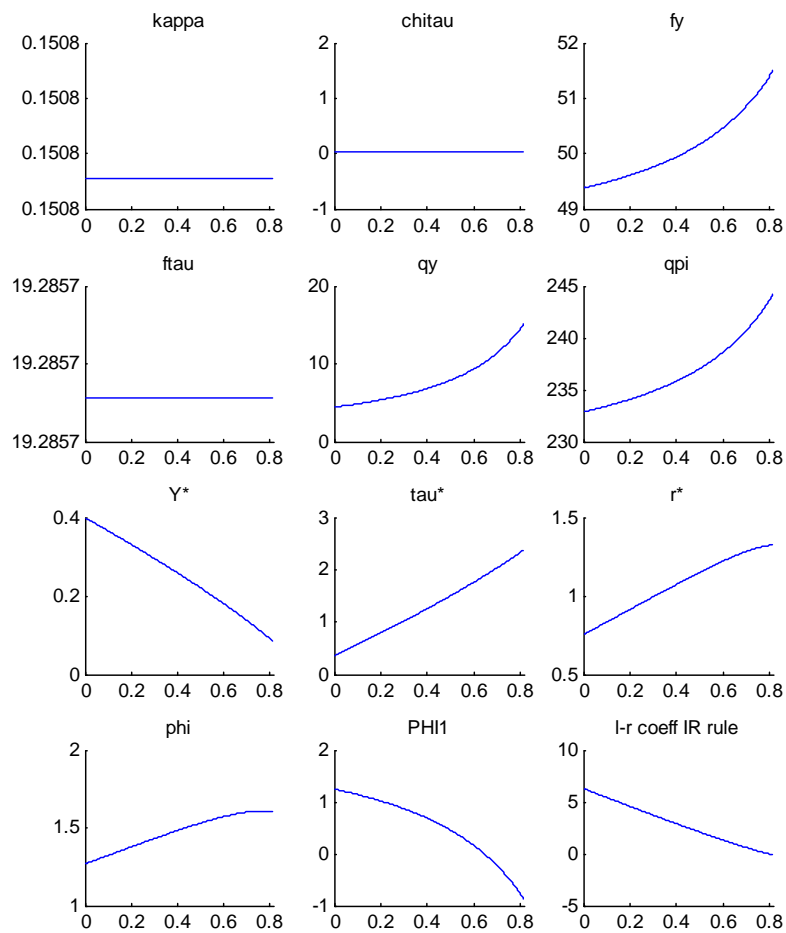 kappa chitau fy
0.1508 2 52
0.1508 1 51
0.1508 0 50
0.1508 -1 49
0 0.2 0.4 0.6 0.8 0 0.2 0.4 0.6 0.8 0 0.2 0.4 0.6 0.8
ftau qy qpi
19.2857 20 245
240
19.2857 10
235
19.2857 0 230
0 0.2 0.4 0.6 0.8 0 0.2 0.4 0.6 0.8 0 0.2 0.4 0.6 0.8
Y* tau* r*
0.4 3 1.5
2
0.2 1
1
0 0 0.5
0 0.2 0.4 0.6 0.8 0 0.2 0.4 0.6 0.8 0 0.2 0.4 0.6 0.8
phi PHI1 l-r coeff IR rule
2 2 10
1 5
1.5
0 0
1 -1 -5
0 0.2 0.4 0.6 0.8 0 0.2 0.4 0.6 0.8 0 0.2 0.4 0.6 0.8